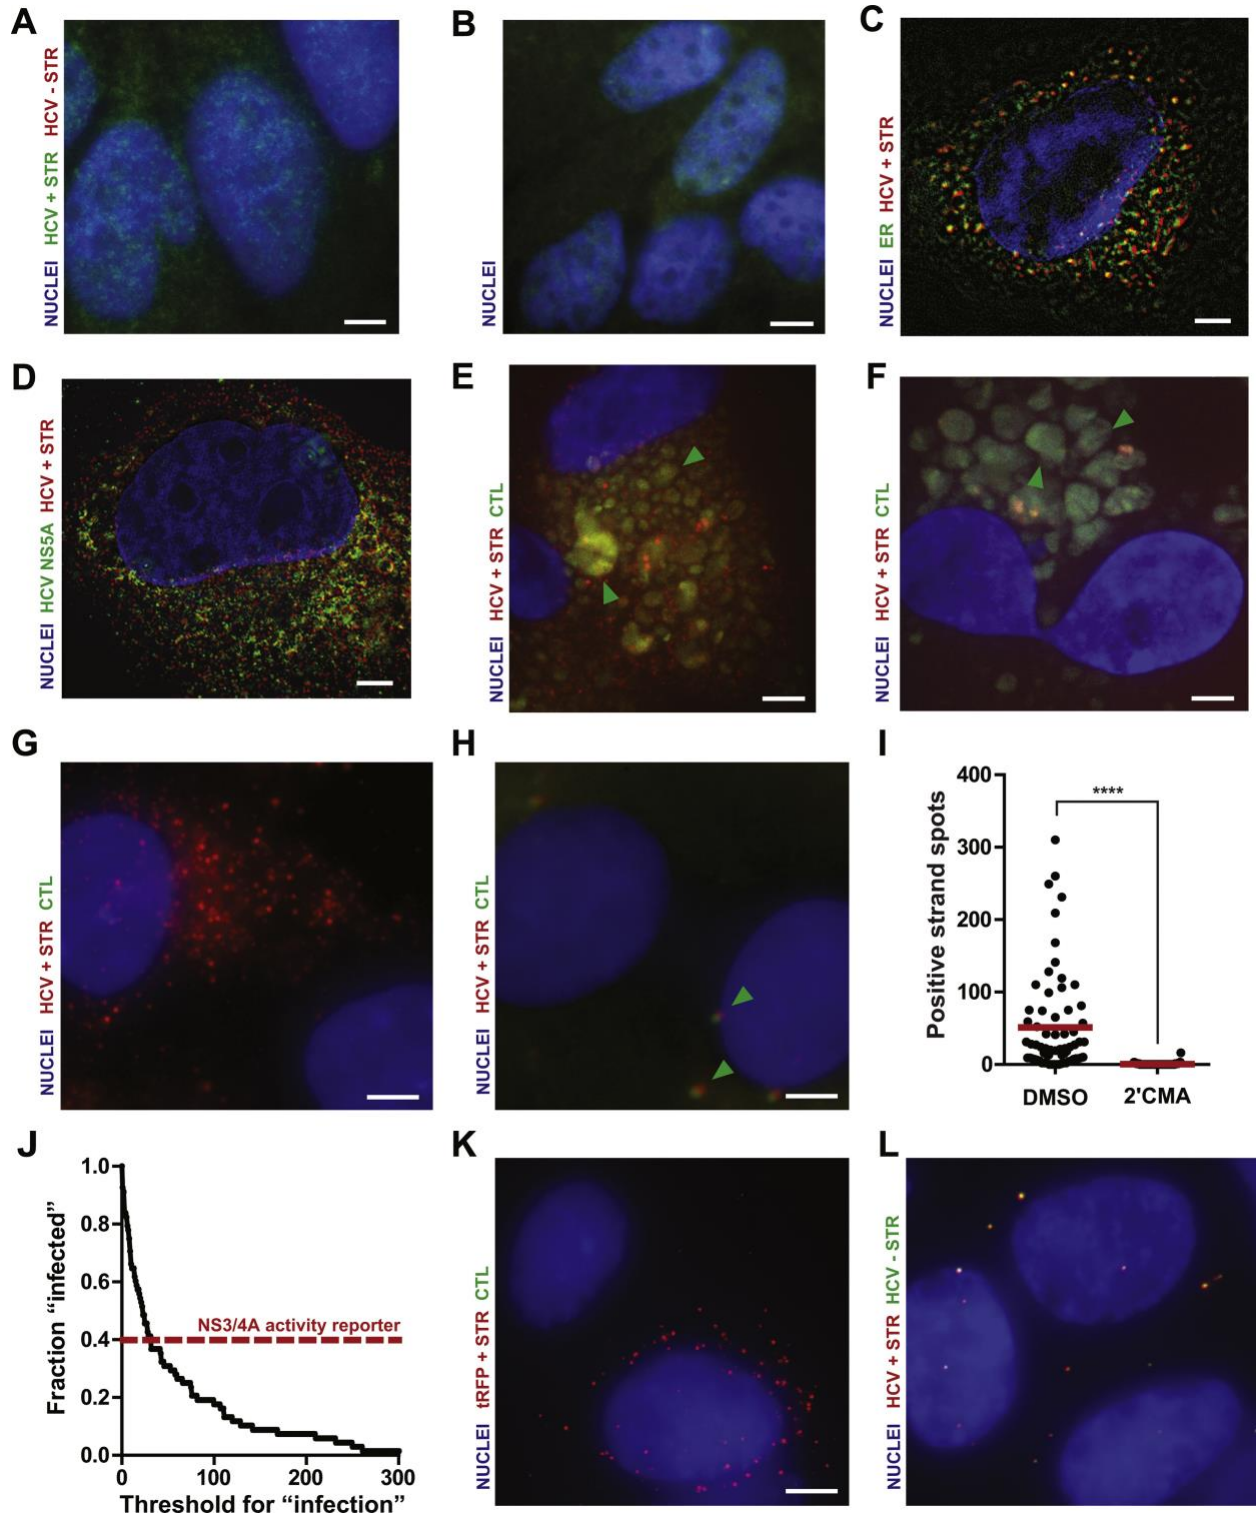 A
NUCLEI HCV + STR HCV - STR
B
NUCLEI
C
NUCLEI ER HCV + STR
D
NUCLEI HCV NS5A HCV + STR
E
NUCLEI HCV + STR CTL
F
NUCLEI HCV + STR CTL
G
NUCLEI HCV + STR CTL
H
NUCLEI HCV + STR CTL
I
Positive strand spots
400
300
200
100
0
****
DMSO 2'CMA
J
Fraction “infected”
1.0
0.8
0.6
0.4
0.2
0.0
NS3/4A activity reporter
0 100 200 300
Threshold for “infection”
K
NUCLEI tRFP + STR CTL
L
NUCLEI HCV + STR HCV - STR